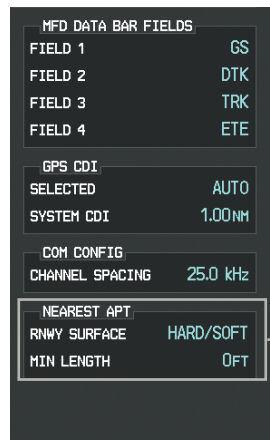 MFD DATA BAR FIELDS
FIELD 1 GS
FIELD 2 DTK
FIELD 3 TRK
FIELD 4 ETE
GPS CDI
SELECTED AUTO
SYSTEM CDI 1.00NM
COM CONFIG
CHANNEL SPACING 25.0 kHz
NEAREST APT
RNWY SURFACE HARD/SOFT
MIN LENGTH 0FT